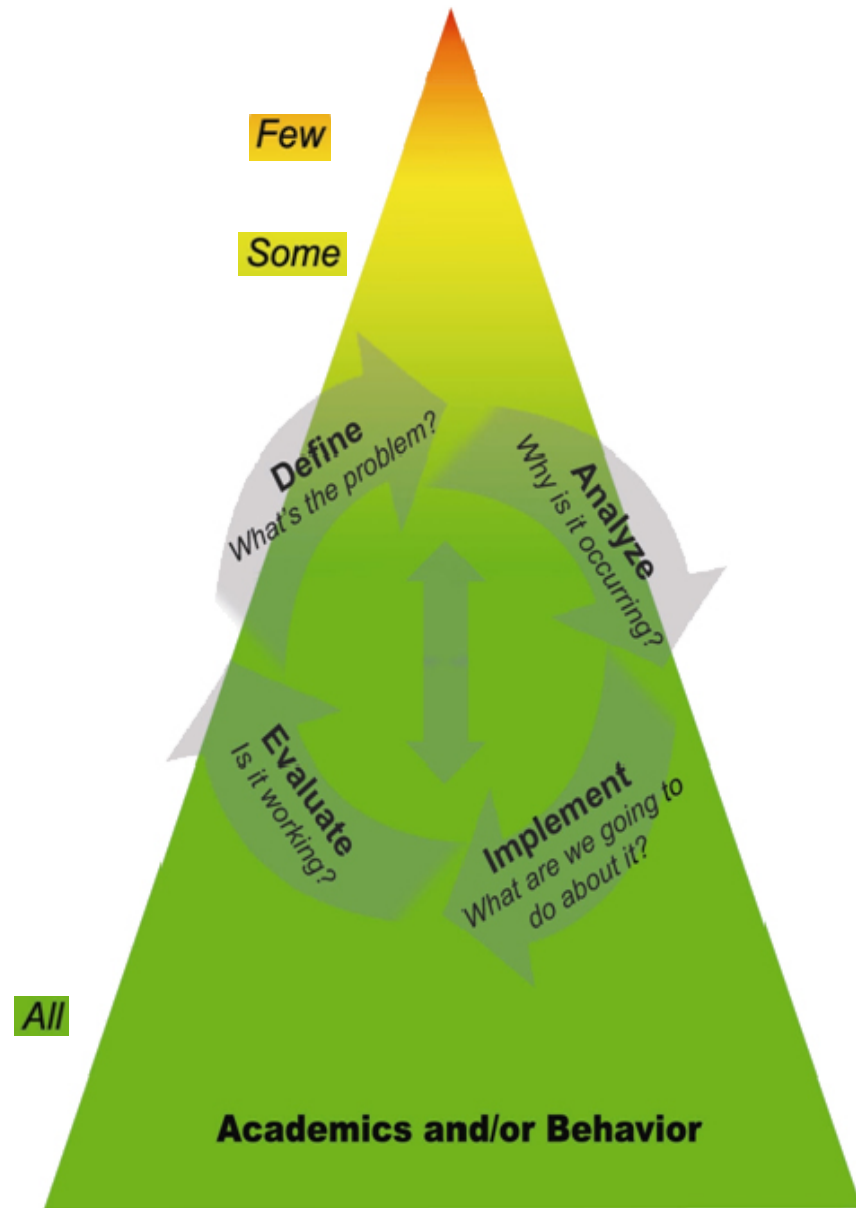 Few
Some
Define
What's the problem?
Analyze
Why is it occurring?
Implement
What are we going to
do about it?
Evaluate
Is it working?
All
Academics and/or Behavior